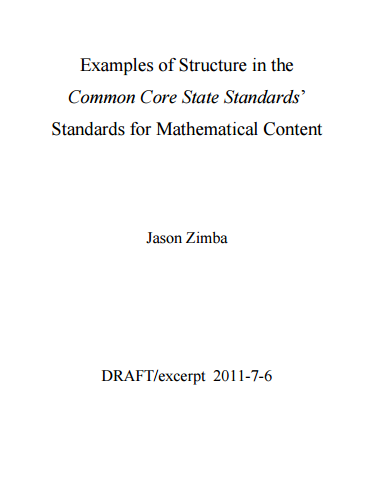 Examples of Structure in the
Common Core State Standards’
Standards for Mathematical Content
Jason Zimba
DRAFT/excerpt 2011-7-6